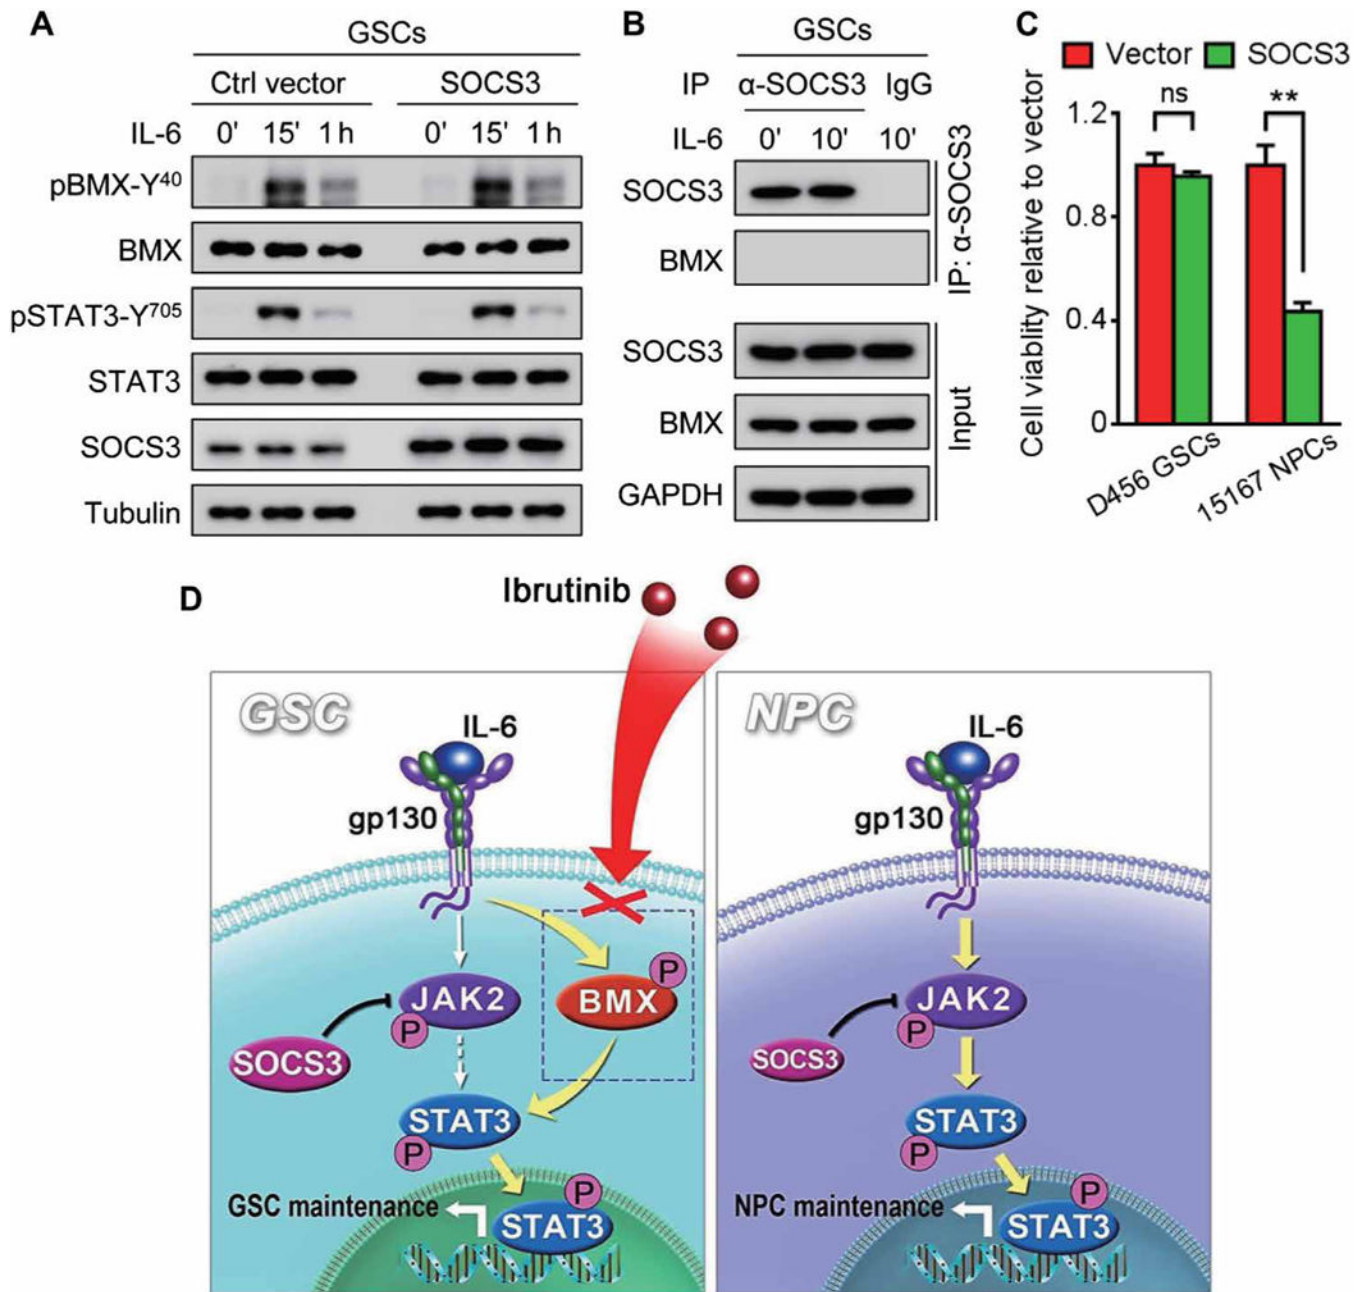 A
GSCs
Ctrl vector SOCS3
IL-6 0' 15' 1 h 0' 15' 1 h
pBMX-Y40
BMX
pSTAT3-Y705
STAT3
SOCS3
Tubulin
B
GSCs
IP α-SOCS3 IgG
IL-6 0' 10' 10'
SOCS3
BMX
IP: α-SOCS3
SOCS3
BMX
GAPDH
Input
C
Vector SOCS3
Cell viablity relative to vector
1.2
0.8
0.4
0
ns
**
D456 GSCs
15167 NPCs
D
Ibrutinib
GSC
IL-6
gp130
JAK2
P
BMX
P
SOCS3
STAT3
P
GSC maintenance
P
STAT3
NPC
IL-6
gp130
JAK2
P
SOCS3
STAT3
P
NPC maintenance
P
STAT3